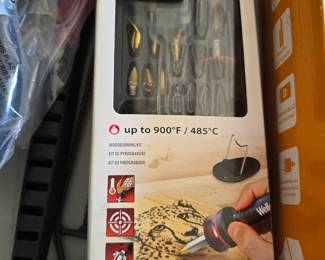 up to 900°F / 485°C
WOODBURNING KIT
KIT DE PYROGRAVURE
KIT DE PIROGRABADO